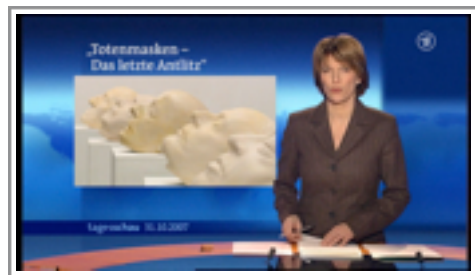 „Totenmasken –
Das letzte Antlitz"
tagesschau 31.10.2007